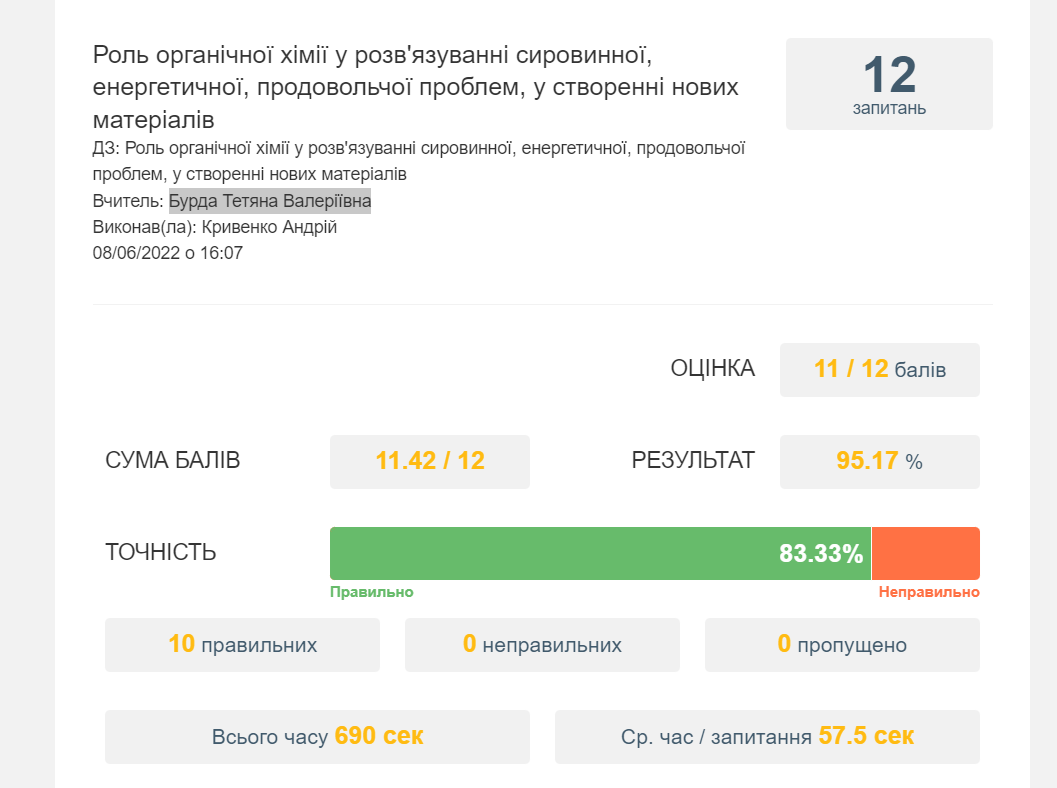 Роль органічної хімії у розв'язуванні сировинної,
енергетичної, продовольчої проблем, у створенні нових
матеріалів
12
запитань
ДЗ: Роль органічної хімії у розв'язуванні сировинної, енергетичної, продовольчої
проблем, у створенні нових матеріалів
Вчитель: Бурда Тетяна Валеріївна
Виконав(ла): Кривенко Андрій
08/06/2022 о 16:07
ОЦІНКА 11 / 12 балів
СУМА БАЛІВ 11.42 / 12 РЕЗУЛЬТАТ 95.17 %
ТОЧНІСТЬ 83.33%
Правильно Неправильно
10 правильних 0 неправильних 0 пропущено
Всього часу 690 сек Ср. час / запитання 57.5 сек